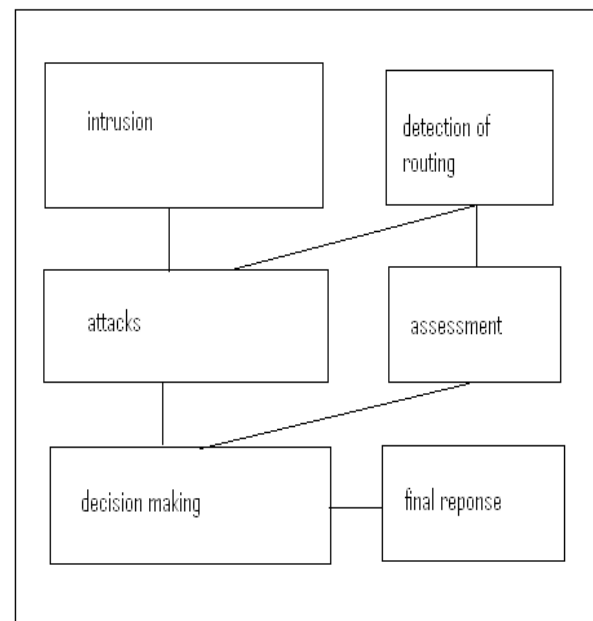 intrusion
detection of
routing
attacks
assessment
decision making
final reponse